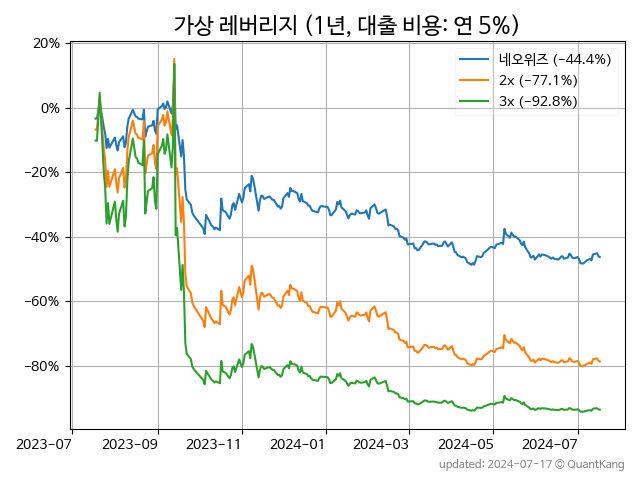 가상 레버리지 (1년, 대출 비용: 연 5%)
네오위즈 (-44.4%)
2x (-77.1%)
3x (-92.8%)
20%
0%
−20%
−40%
−60%
−80%
2023-07 2023-09 2023-11 2024-01 2024-03 2024-05 2024-07
updated: 2024-07-17 © QuantKang